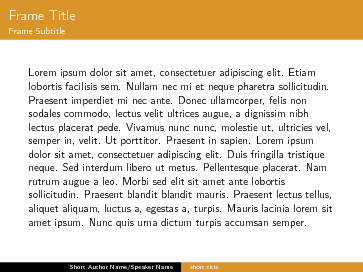 Frame Title
Frame Subtitle
Lorem ipsum dolor sit amet, consectetuer adipiscing elit. Etiam
lobortis facilisis sem. Nullam nec mi et neque pharetra sollicitudin.
Praesent imperdiet mi nec ante. Donec ullamcorper, felis non
sodales commodo, lectus velit ultrices augue, a dignissim nibh
lectus placerat pede. Vivamus nunc nunc, molestie ut, ultricies vel,
semper in, velit. Ut porttitor. Praesent in sapien. Lorem ipsum
dolor sit amet, consectetuer adipiscing elit. Duis fringilla tristique
neque. Sed interdum libero ut metus. Pellentesque placerat. Nam
rutrum augue a leo. Morbi sed elit sit amet ante lobortis
sollicitudin. Praesent blandit blandit mauris. Praesent lectus tellus,
aliquet aliquam, luctus a, egestas a, turpis. Mauris lacinia lorem sit
amet ipsum. Nunc quis urna dictum turpis accumsan semper.
Short Author Name/Speaker Name
short title